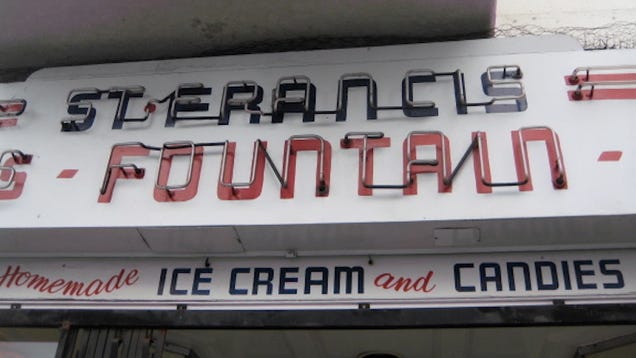 ST. FRANCIS
- FOUNTAIN -
Homemade ICE CREAM and CANDIES